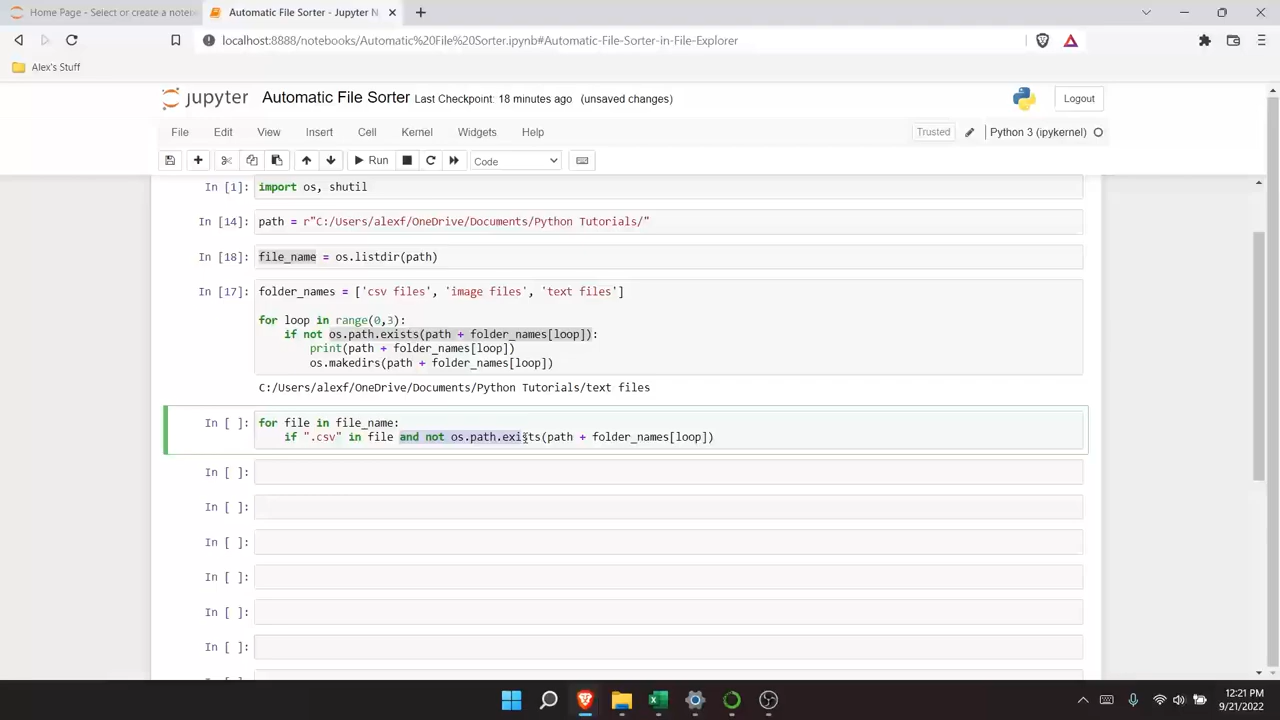 Home Page - Select or create a note
Automatic File Sorter - Jupyter N
localhost:8888/notebooks/Automatic%20File%20Sorter.ipynb#Automatic-File-Sorter-in-File-Explorer
Alex's Stuff
jupyter Automatic File Sorter Last Checkpoint: 18 minutes ago (unsaved changes)
Logout
File Edit View Insert Cell Kernel Widgets Help
Trusted Python 3 (ipykernel)
Run Code
In [1]: import os, shutil
In [14]: path = r"C:/Users/alexf/OneDrive/Documents/Python Tutorials/"
In [18]: file_name = os.listdir(path)
In [17]: folder_names = ['csv files', 'image files', 'text files']
for loop in range(0,3):
if not os.path.exists(path + folder_names[loop]):
print(path + folder_names[loop])
os.makedirs(path + folder_names[loop])
C:/Users/alexf/OneDrive/Documents/Python Tutorials/text files
In [ ]: for file in file_name:
if ".csv" in file and not os.path.exists(path + folder_names[loop])
In [ ]:
In [ ]:
In [ ]:
In [ ]:
In [ ]:
In [ ]:
12:21 PM
9/21/2022